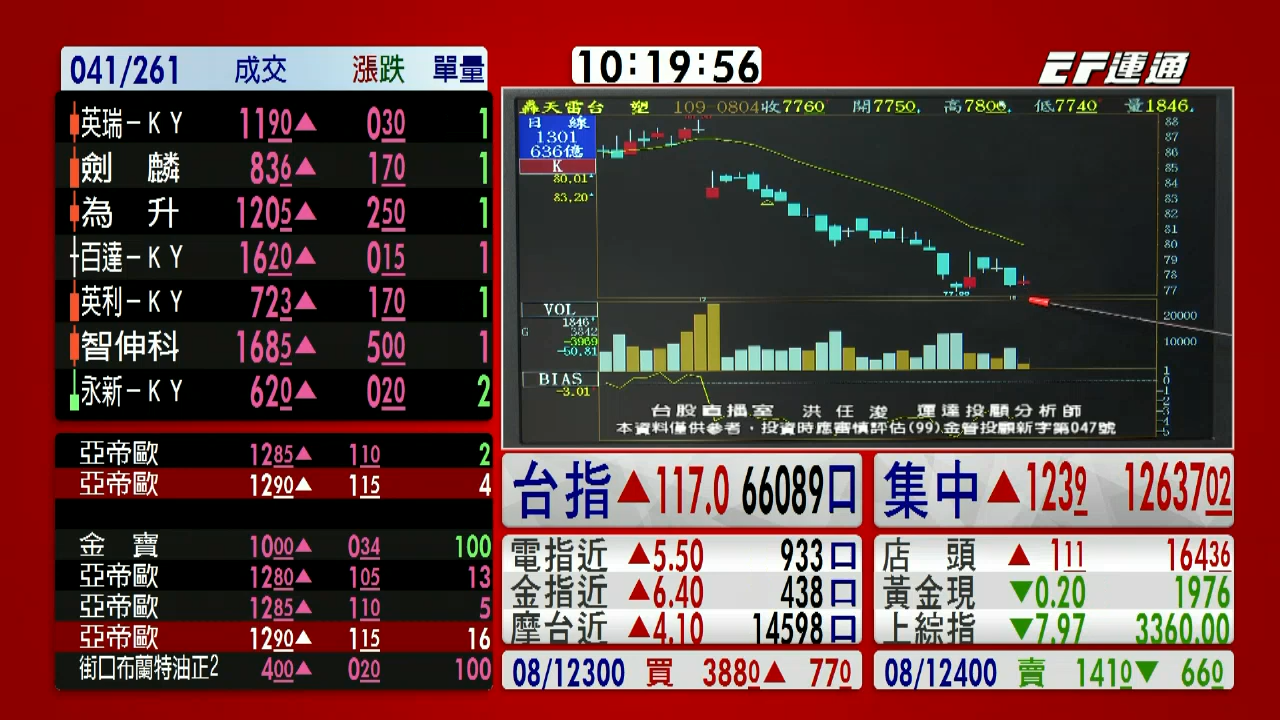 041/261 成交 漲跌 單量
英瑞-KY 1190▲ 030 1
劍麟 836▲ 170 1
為升 1205▲ 250 1
百達-KY 1620▲ 015 1
英利-KY 723▲ 170 1
智伸科 1685▲ 500 1
永新-KY 620▲ 020 2
亞帝歐 1285▲ 110 2
亞帝歐 1290▲ 115 4
金寶 1000▲ 034 100
亞帝歐 1280▲ 105 13
亞帝歐 1285▲ 110 5
亞帝歐 1290▲ 115 16
街口布蘭特油正2 400▲ 020 100
10:19:56
EF運通
轟天雷台 塑 109-0804收7760 開7750. 高7800. 低7740 量1846.
日線
1301
636億
K
80.01
83.20
88
87
86
85
84
83
82
81
80
79
78
77
VOL
1846
G 3842
-3969
-50.81
20000
10000
BIAS
-3.01
1
0
-1
-2
-3
-4
-5
台股直播室 洪任浚 運達投顧分析師
本資料僅供參考,投資時應審慎評估(99)金管投顧新字第047號
台指▲117.0 66089口
集中▲1239 1263702
電指近 ▲5.50 933口
金指近 ▲6.40 438口
摩台近 ▲4.10 14598口
店頭 ▲ 111 16436
黃金現 ▼0.20 1976
上綜指 ▼7.97 3360.00
08/12300 買 3880▲ 770
08/12400 賣 1410▼ 660